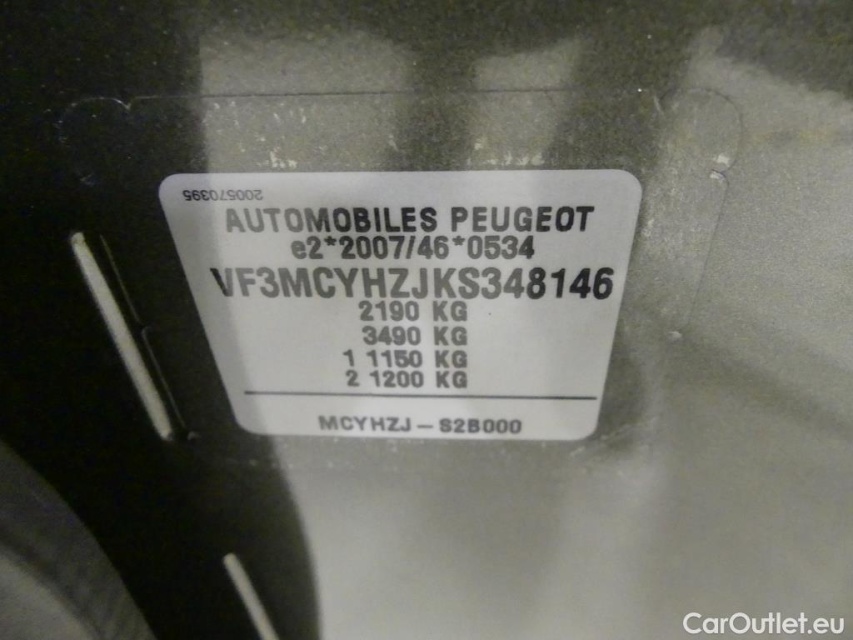 200570395
AUTOMOBILES PEUGEOT
e2*2007/46*0534
VF3MCYHZJKS348146
2190 KG
3490 KG
1 1150 KG
2 1200 KG
MCYHZJ – S2B000
CarOutlet.eu